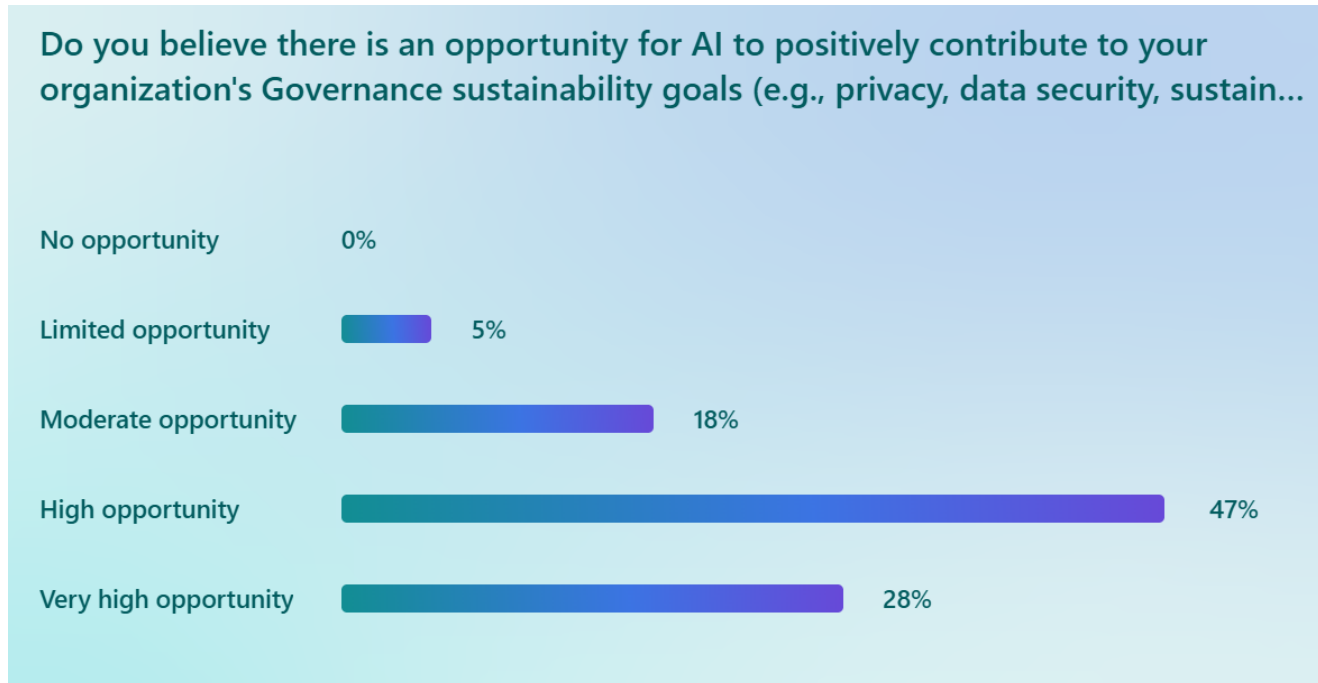 Do you believe there is an opportunity for AI to positively contribute to your
organization's Governance sustainability goals (e.g., privacy, data security, sustain...
No opportunity 0%
Limited opportunity 5%
Moderate opportunity 18%
High opportunity 47%
Very high opportunity 28%